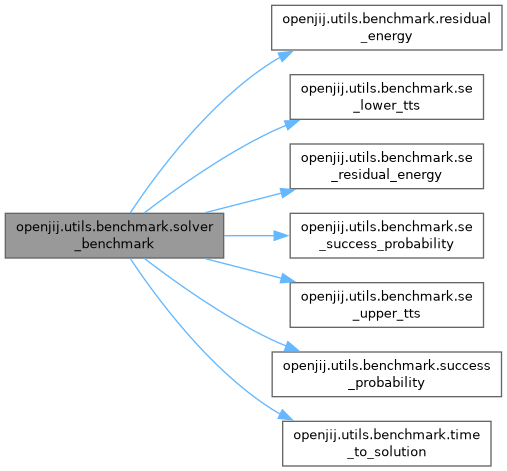 openjij.utils.benchmark.solver
_benchmark
openjij.utils.benchmark.residual
_energy
openjij.utils.benchmark.se
_lower_tts
openjij.utils.benchmark.se
_residual_energy
openjij.utils.benchmark.se
_success_probability
openjij.utils.benchmark.se
_upper_tts
openjij.utils.benchmark.success
_probability
openjij.utils.benchmark.time
_to_solution